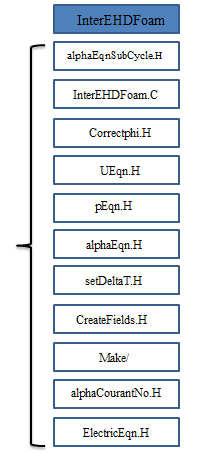 InterEHDFoam
alphaEqnSubCycle.H
InterEHDFoam.C
Correctphi.H
UEqn.H
pEqn.H
alphaEqn.H
setDeltaT.H
CreateFields.H
Make/
alphaCourantNo.H
ElectricEqn.H